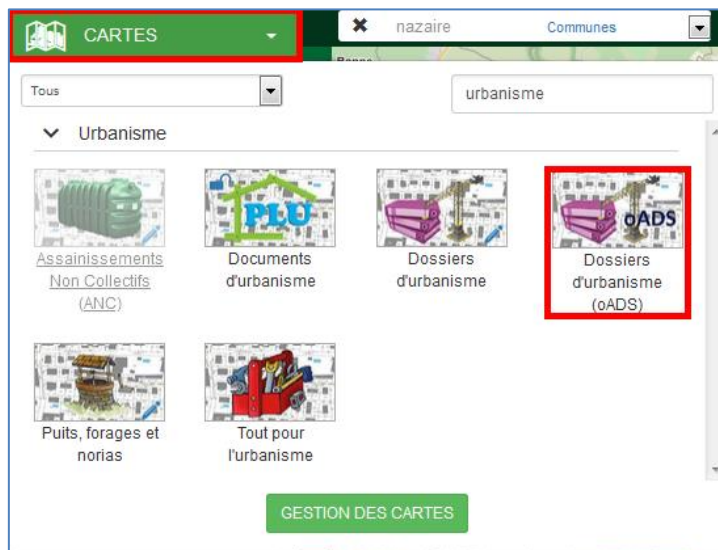 CARTES
nazaire
Communes
Tous
urbanisme
Urbanisme
PLU
oADS
Assainissements
Non Collectifs
(ANC)
Documents
d'urbanisme
Dossiers
d'urbanisme
Dossiers
d'urbanisme
(oADS)
Puits, forages et
norias
Tout pour
l'urbanisme
GESTION DES CARTES